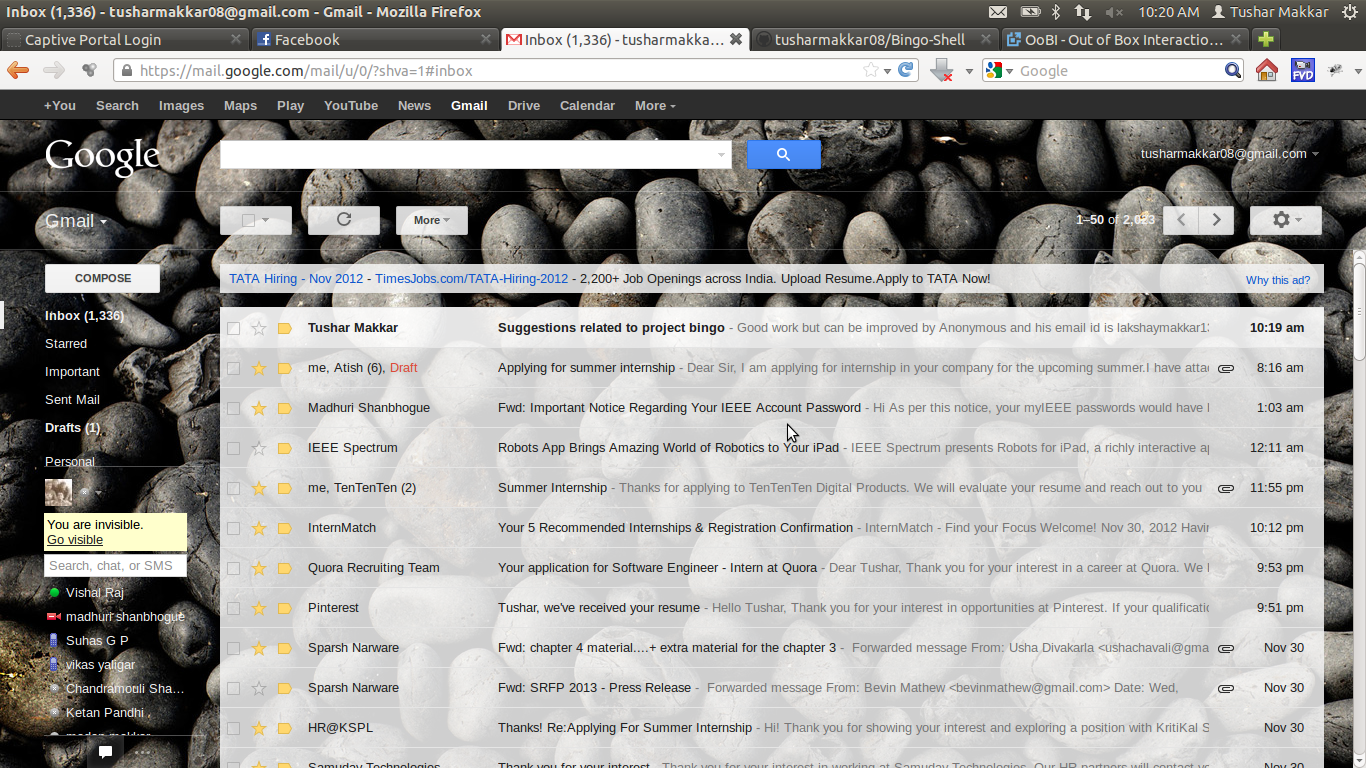 Inbox (1,336) - tusharmakkar08@gmail.com - Gmail - Mozilla Firefox
10:20 AM Tushar Makkar
Captive Portal Login
Facebook
Inbox (1,336) - tusharmakka...
tusharmakkar08/Bingo-Shell
OoBI - Out of Box Interactio...
https://mail.google.com/mail/u/0/?shva=1#inbox
Google
FVD
+You Search Images Maps Play YouTube News Gmail Drive Calendar More
Google
tusharmakkar08@gmail.com
Gmail
More
1–50 of 2,023
COMPOSE
TATA Hiring - Nov 2012 - TimesJobs.com/TATA-Hiring-2012 - 2,200+ Job Openings across India. Upload Resume.Apply to TATA Now!
Why this ad?
Inbox (1,336)
Starred
Important
Sent Mail
Drafts (1)
Personal
You are invisible.
Go visible
Search, chat, or SMS
Vishal Raj
madhuri shanbhogue
Suhas G P
vikas yaligar
Chandramouli Sha...
Ketan Pandhi
madan makkar
Tushar Makkar Suggestions related to project bingo - Good work but can be improved by Anonymous and his email id is lakshaymakkar13 10:19 am
me, Atish (6), Draft Applying for summer internship - Dear Sir, I am applying for internship in your company for the upcoming summer.I have attac 8:16 am
Madhuri Shanbhogue Fwd: Important Notice Regarding Your IEEE Account Password - Hi As per this notice, your myIEEE passwords would have 1:03 am
IEEE Spectrum Robots App Brings Amazing World of Robotics to Your iPad - IEEE Spectrum presents Robots for iPad, a richly interactive ap 12:11 am
me, TenTenTen (2) Summer Internship - Thanks for applying to TenTenTen Digital Products. We will evaluate your resume and reach out to you 11:55 pm
InternMatch Your 5 Recommended Internships & Registration Confirmation - InternMatch - Find your Focus Welcome! Nov 30, 2012 Havin 10:12 pm
Quora Recruiting Team Your application for Software Engineer - Intern at Quora - Dear Tushar, Thank you for your interest in a career at Quora. We 9:53 pm
Pinterest Tushar, we've received your resume - Hello Tushar, Thank you for your interest in opportunities at Pinterest. If your qualificatio 9:51 pm
Sparsh Narware Fwd: chapter 4 material....+ extra material for the chapter 3 - Forwarded message From: Usha Divakarla <ushachavali@gma Nov 30
Sparsh Narware Fwd: SRFP 2013 - Press Release - Forwarded message From: Bevin Mathew <bevinmathew@gmail.com> Date: Wed, Nov 30
HR@KSPL Thanks! Re:Applying For Summer Internship - Hi! Thank you for showing your interest and exploring a position with KritiKal S Nov 30
Samuday Technologies Thank you for your interest - Thank you for your interest in working at Samuday Technologies. Our HR partners will contact yo Nov 30